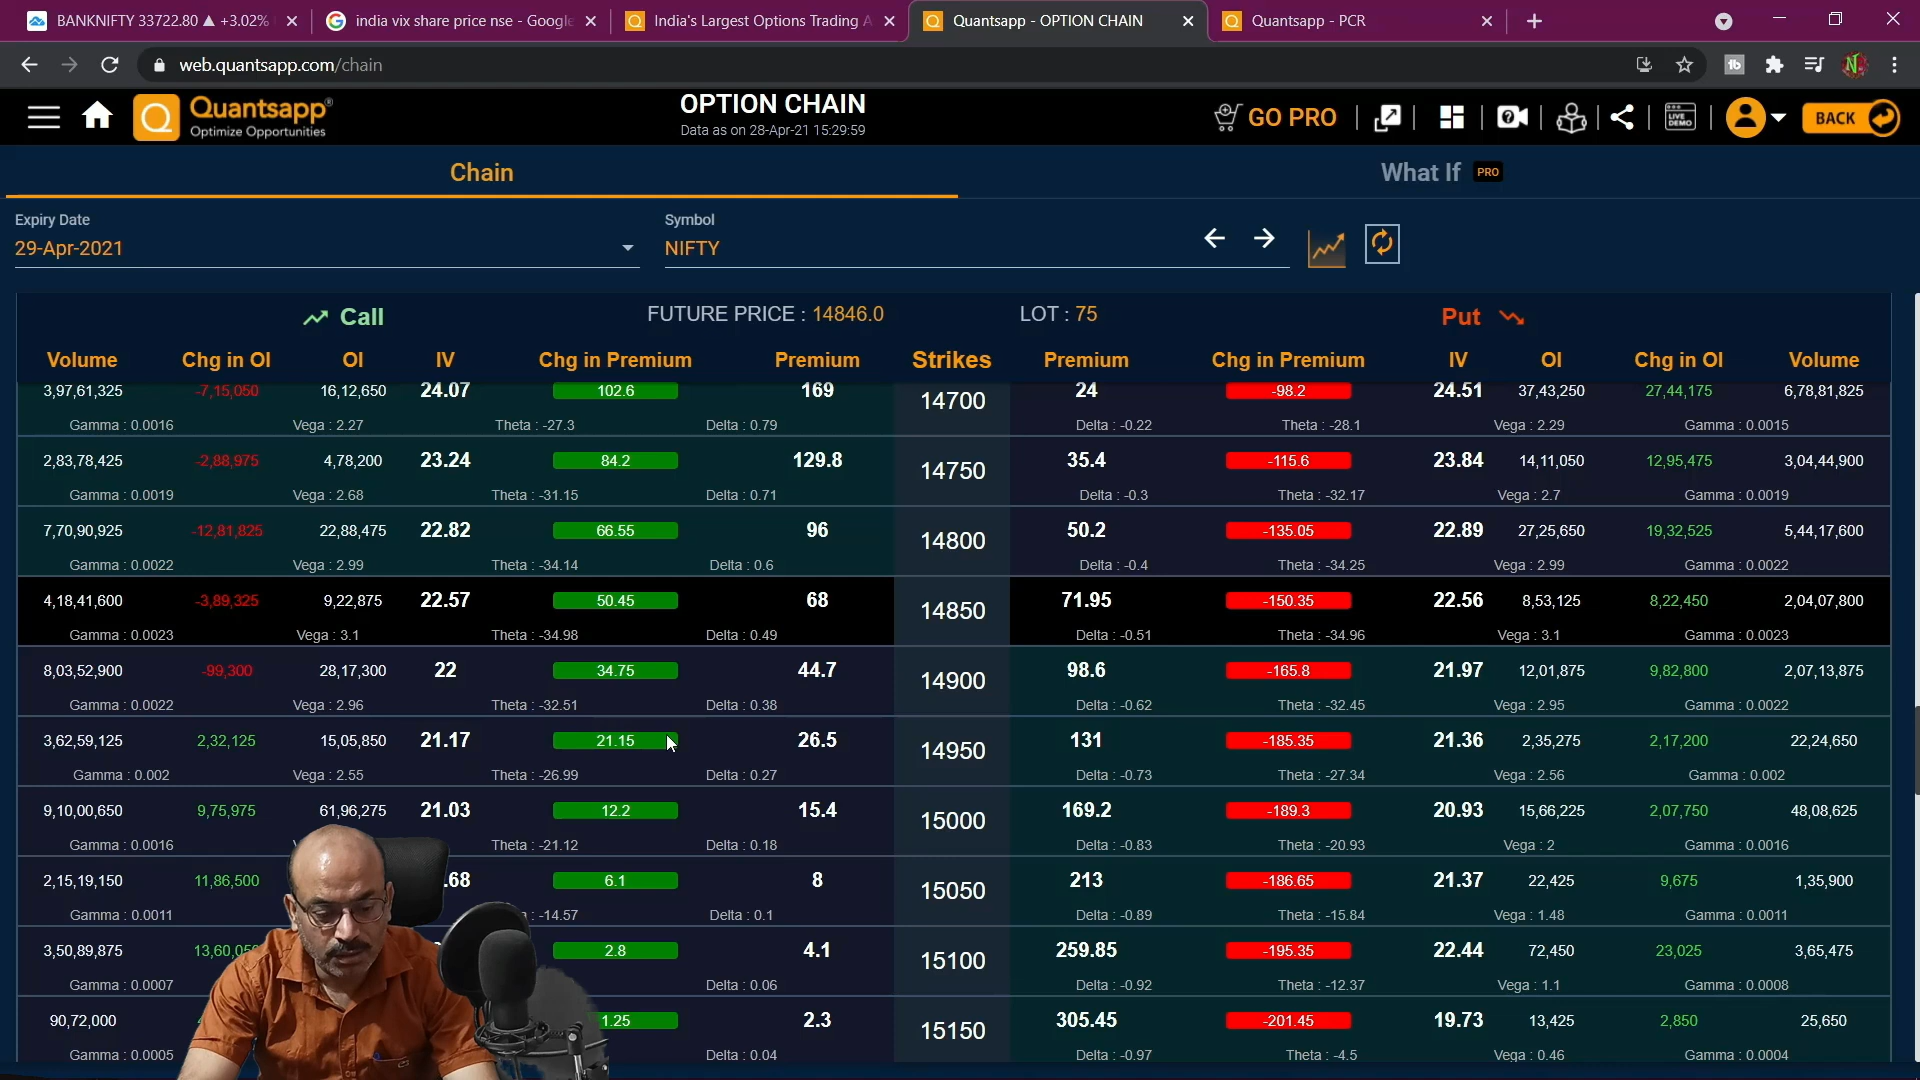 BANKNIFTY 33722.80 ▲ +3.02%
india vix share price nse - Google
India's Largest Options Trading A
Quantsapp - OPTION CHAIN
Quantsapp - PCR
web.quantsapp.com/chain
Quantsapp®
Optimize Opportunities
OPTION CHAIN
Data as on 28-Apr-21 15:29:59
GO PRO
LIVE DEMO
BACK
Chain
What If PRO
Expiry Date
Symbol
29-Apr-2021
NIFTY
Call
FUTURE PRICE : 14846.0
LOT : 75
Put
Volume Chg in OI OI IV Chg in Premium Premium Strikes Premium Chg in Premium IV OI Chg in OI Volume
3,97,61,325 -7,15,050 16,12,650 24.07 102.6 169 14700 24 -98.2 24.51 37,43,250 27,44,175 6,78,81,825
Gamma : 0.0016 Vega : 2.27 Theta : -27.3 Delta : 0.79 Delta : -0.22 Theta : -28.1 Vega : 2.29 Gamma : 0.0015
2,83,78,425 -2,88,975 4,78,200 23.24 84.2 129.8 14750 35.4 -115.6 23.84 14,11,050 12,95,475 3,04,44,900
Gamma : 0.0019 Vega : 2.68 Theta : -31.15 Delta : 0.71 Delta : -0.3 Theta : -32.17 Vega : 2.7 Gamma : 0.0019
7,70,90,925 -12,81,825 22,88,475 22.82 66.55 96 14800 50.2 -135.05 22.89 27,25,650 19,32,525 5,44,17,600
Gamma : 0.0022 Vega : 2.99 Theta : -34.14 Delta : 0.6 Delta : -0.4 Theta : -34.25 Vega : 2.99 Gamma : 0.0022
4,18,41,600 -3,89,325 9,22,875 22.57 50.45 68 14850 71.95 -150.35 22.56 8,53,125 8,22,450 2,04,07,800
Gamma : 0.0023 Vega : 3.1 Theta : -34.98 Delta : 0.49 Delta : -0.51 Theta : -34.96 Vega : 3.1 Gamma : 0.0023
8,03,52,900 -99,300 28,17,300 22 34.75 44.7 14900 98.6 -165.8 21.97 12,01,875 9,82,800 2,07,13,875
Gamma : 0.0022 Vega : 2.96 Theta : -32.51 Delta : 0.38 Delta : -0.62 Theta : -32.45 Vega : 2.95 Gamma : 0.0022
3,62,59,125 2,32,125 15,05,850 21.17 21.15 26.5 14950 131 -185.35 21.36 2,35,275 2,17,200 22,24,650
Gamma : 0.002 Vega : 2.55 Theta : -26.99 Delta : 0.27 Delta : -0.73 Theta : -27.34 Vega : 2.56 Gamma : 0.002
9,10,00,650 9,75,975 61,96,275 21.03 12.2 15.4 15000 169.2 -189.3 20.93 15,66,225 2,07,750 48,08,625
Gamma : 0.0016 Theta : -21.12 Delta : 0.18 Delta : -0.83 Theta : -20.93 Vega : 2 Gamma : 0.0016
2,15,19,150 11,86,500 .68 6.1 8 15050 213 -186.65 21.37 22,425 9,675 1,35,900
Gamma : 0.0011 : -14.57 Delta : 0.1 Delta : -0.89 Theta : -15.84 Vega : 1.48 Gamma : 0.0011
3,50,89,875 13,60,05 2.8 4.1 15100 259.85 -195.35 22.44 72,450 23,025 3,65,475
Gamma : 0.0007 Delta : 0.06 Delta : -0.92 Theta : -12.37 Vega : 1.1 Gamma : 0.0008
90,72,000 1.25 2.3 15150 305.45 -201.45 19.73 13,425 2,850 25,650
Gamma : 0.0005 Delta : 0.04 Delta : -0.97 Theta : -4.5 Vega : 0.46 Gamma : 0.0004